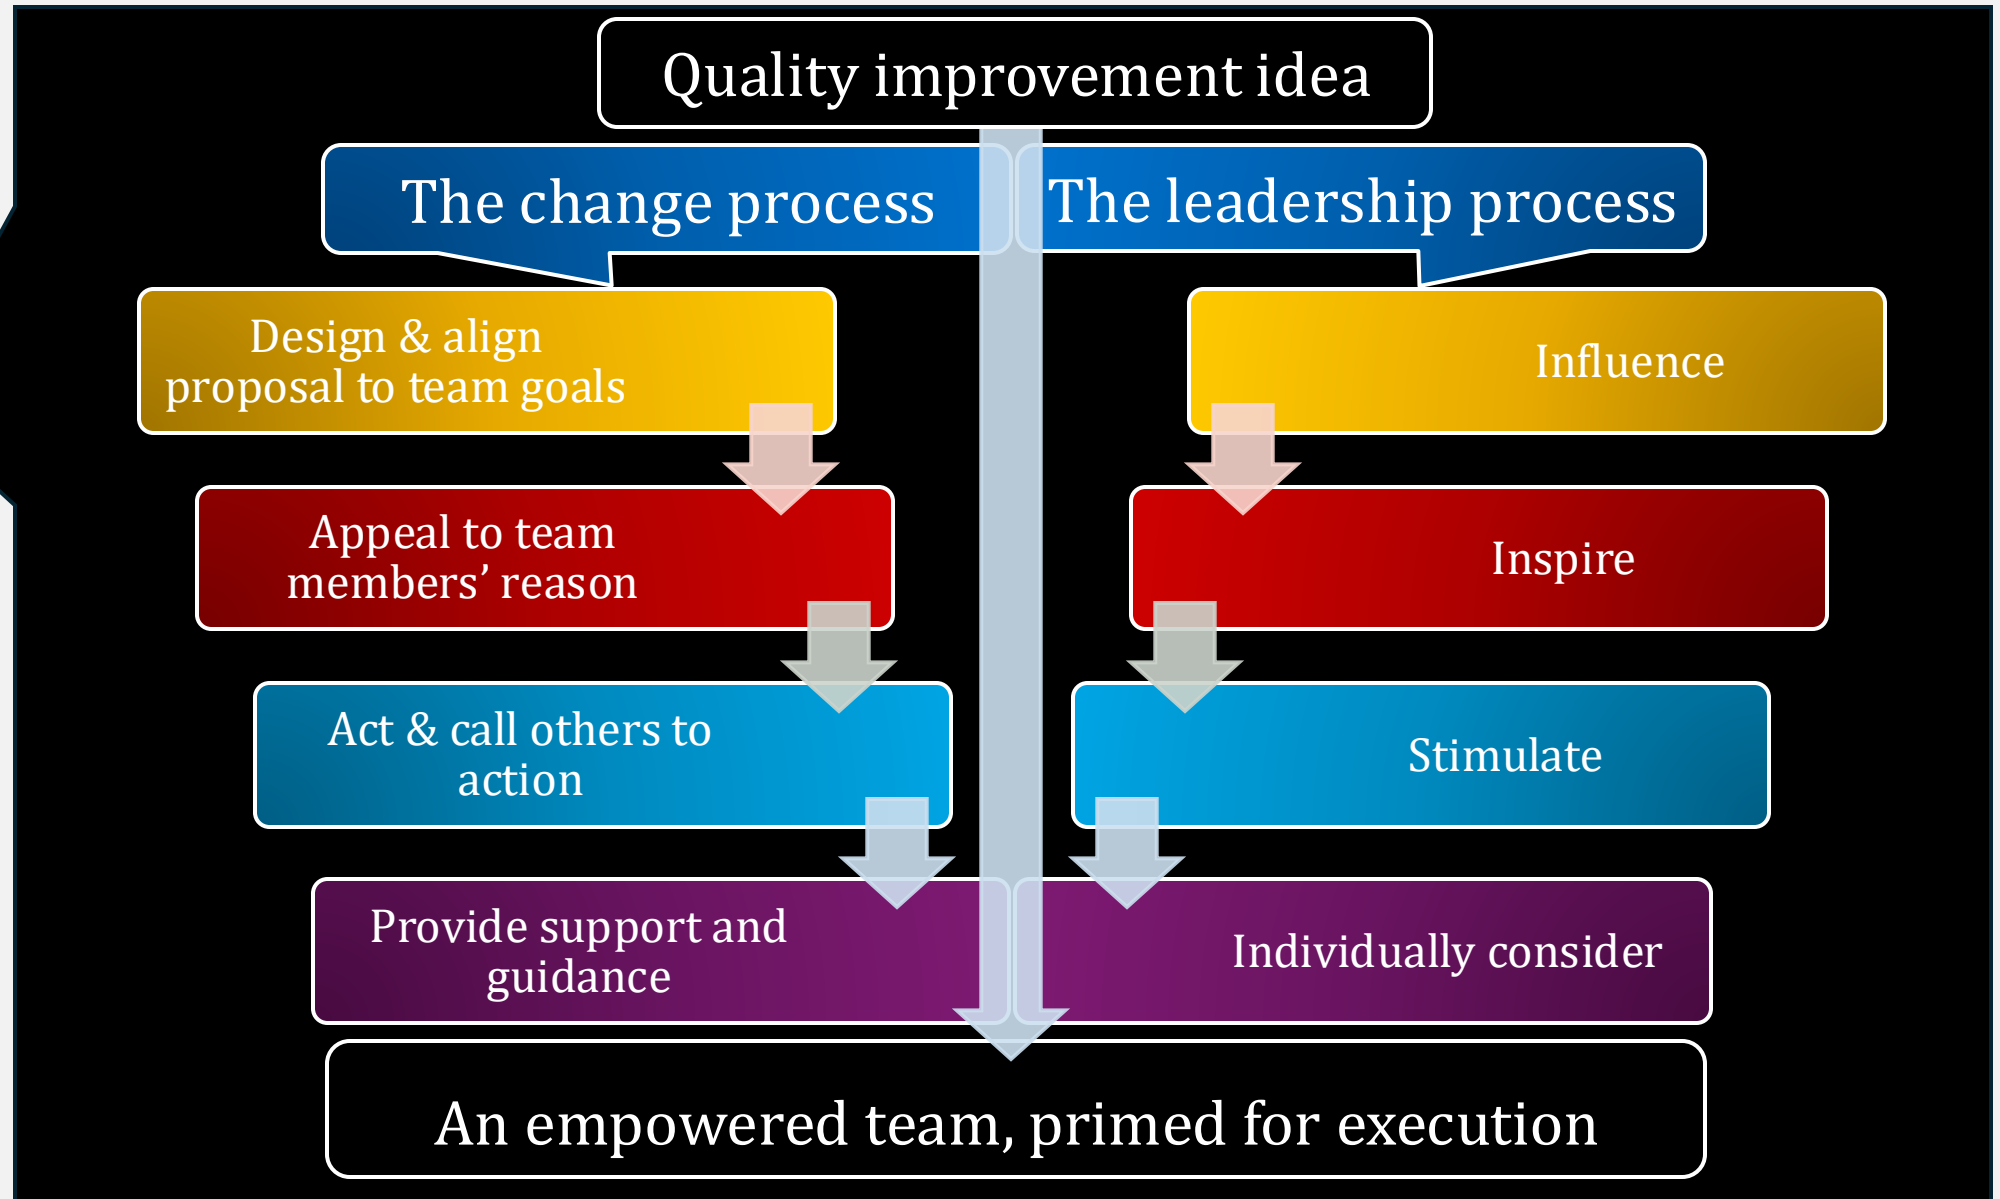 Quality improvement idea
The change process
The leadership process
Design & align
proposal to team goals
Influence
Appeal to team
members’ reason
Inspire
Act & call others to
action
Stimulate
Provide support and
guidance
Individually consider
An empowered team, primed for execution